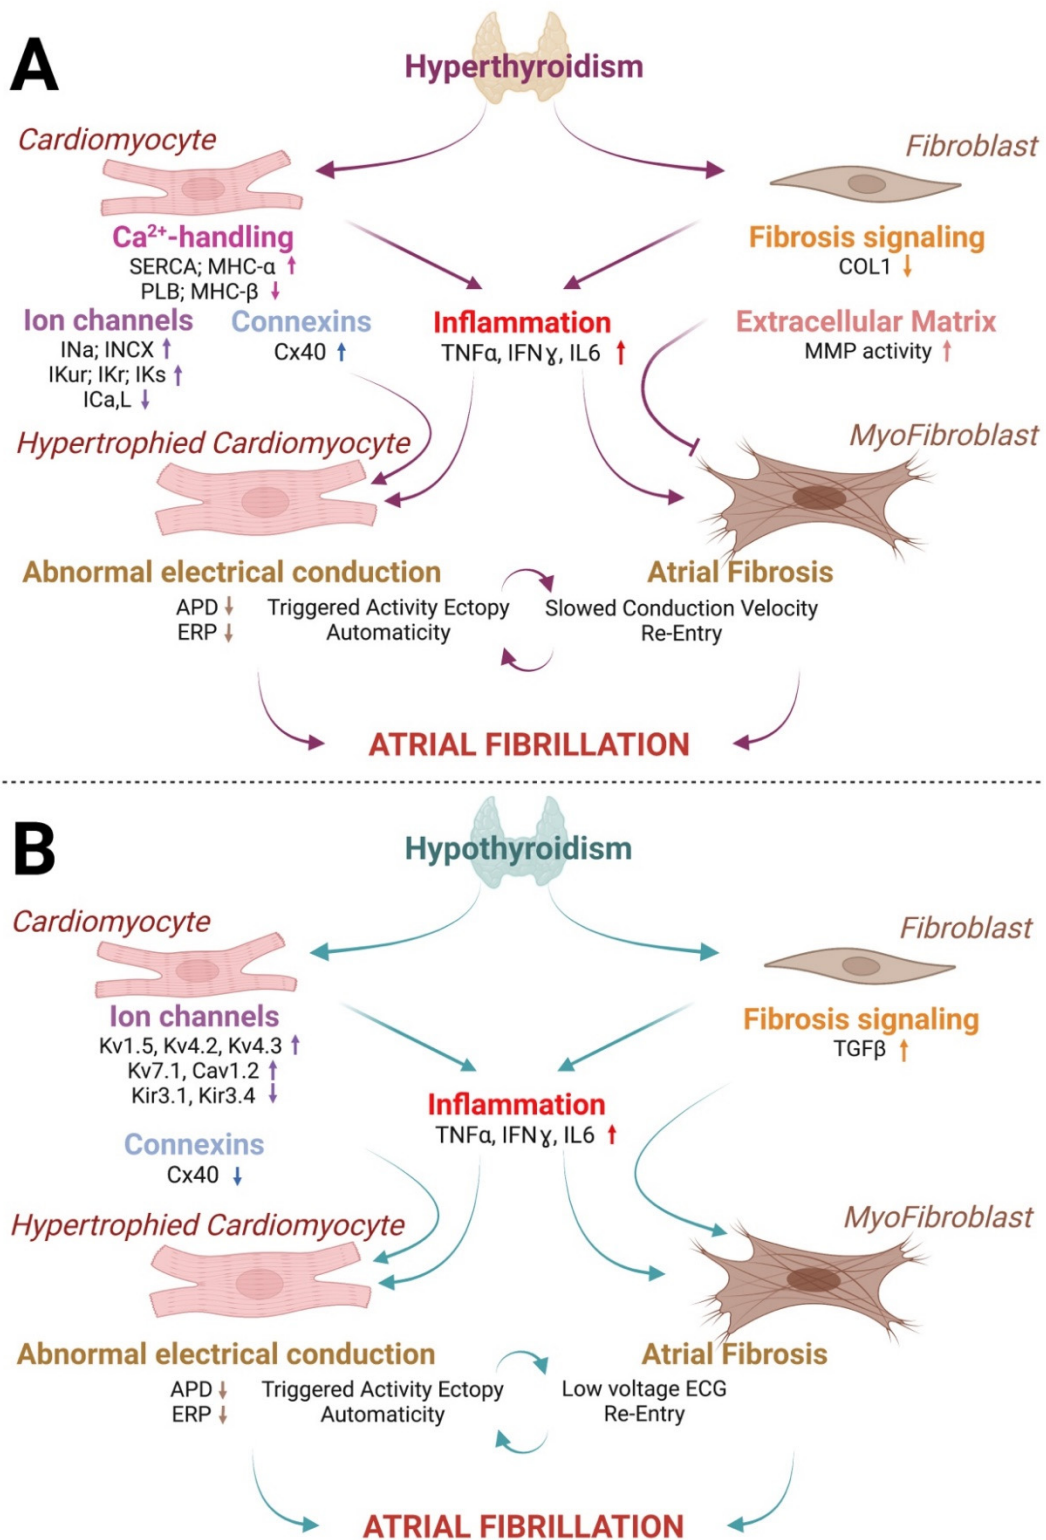 A
Hyperthyroidism
Cardiomyocyte
Fibroblast
Ca²⁺-handling
SERCA; MHC-α ↑
PLB; MHC-β ↓
Fibrosis signaling
COL1 ↓
Ion channels
INa; INCX ↑
IKur; IKr; IKs ↑
ICa,L ↓
Connexins
Cx40 ↑
Inflammation
TNFα, IFNɣ, IL6 ↑
Extracellular Matrix
MMP activity ↑
Hypertrophied Cardiomyocyte
MyoFibroblast
Abnormal electrical conduction
APD ↓
ERP ↓
Triggered Activity Ectopy
Automaticity
Atrial Fibrosis
Slowed Conduction Velocity
Re-Entry
ATRIAL FIBRILLATION
B
Hypothyroidism
Cardiomyocyte
Fibroblast
Ion channels
Kv1.5, Kv4.2, Kv4.3 ↑
Kv7.1, Cav1.2 ↑
Kir3.1, Kir3.4 ↓
Fibrosis signaling
TGFβ ↑
Connexins
Cx40 ↓
Inflammation
TNFα, IFNɣ, IL6 ↑
Hypertrophied Cardiomyocyte
MyoFibroblast
Abnormal electrical conduction
APD ↓
ERP ↓
Triggered Activity Ectopy
Automaticity
Atrial Fibrosis
Low voltage ECG
Re-Entry
ATRIAL FIBRILLATION